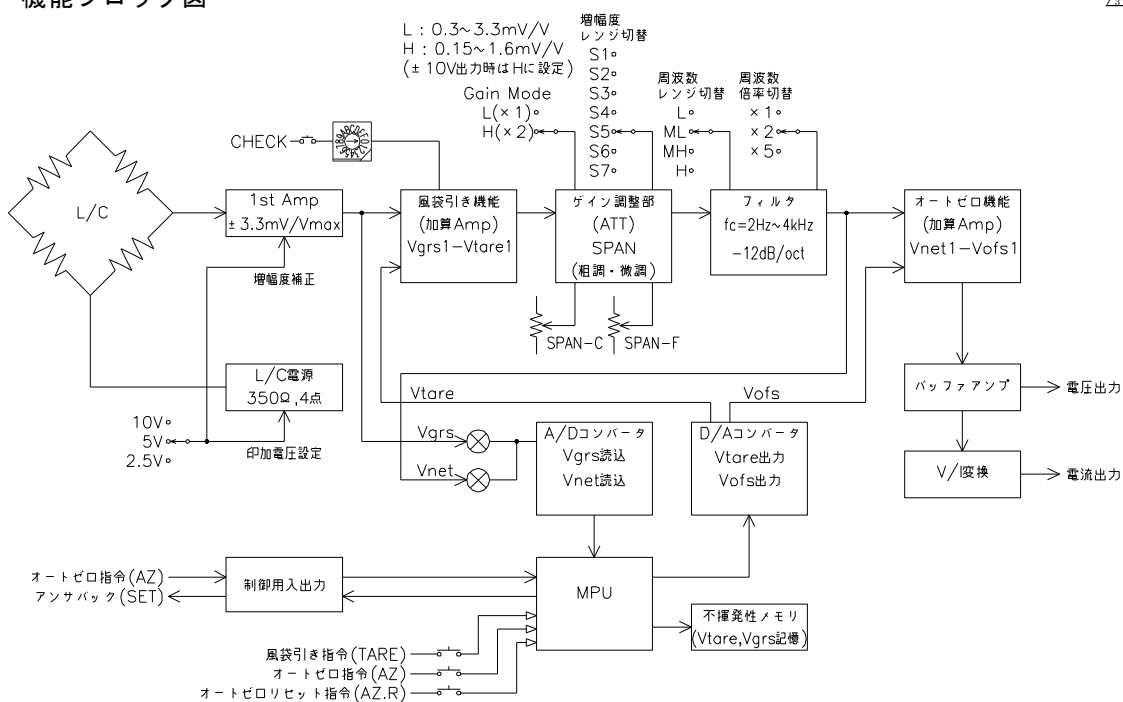 機能ブロック図
L : 0.3~3.3mV/V
H : 0.15~1.6mV/V
(± 10V出力時はHに設定)
Gain Mode
L(× 1)
H(× 2)
増幅度
レンジ切替
S1
S2
S3
S4
S5
S6
S7
周波数
レンジ切替
L
ML
MH
H
周波数
倍率切替
× 1
× 2
× 5
CHECK
L/C
1st Amp
± 3.3mV/Vmax
増幅度補正
風袋引き機能
(加算Amp)
Vgrs1-Vtare1
ゲイン調整部
(ATT)
SPAN
(粗調・微調)
SPAN-C
SPAN-F
フィルタ
fc=2Hz~4kHz
-12dB/oct
オートゼロ機能
(加算Amp)
Vnet1-Vofs1
L/C電源
350Ω ,4点
印加電圧設定
10V
5V
2.5V
Vtare
Vofs
Vgrs
Vnet
A/Dコンバータ
Vgrs読込
Vnet読込
D/Aコンバータ
Vtare出力
Vofs出力
バッファアンプ
電圧出力
V/I変換
電流出力
オートゼロ指令(AZ)
アンサバック(SET)
制御用入出力
MPU
不揮発性メモリ
(Vtare,Vgrs記憶)
風袋引き指令(TARE)
オートゼロ指令(AZ)
オートゼロリセット指令(AZ.R)